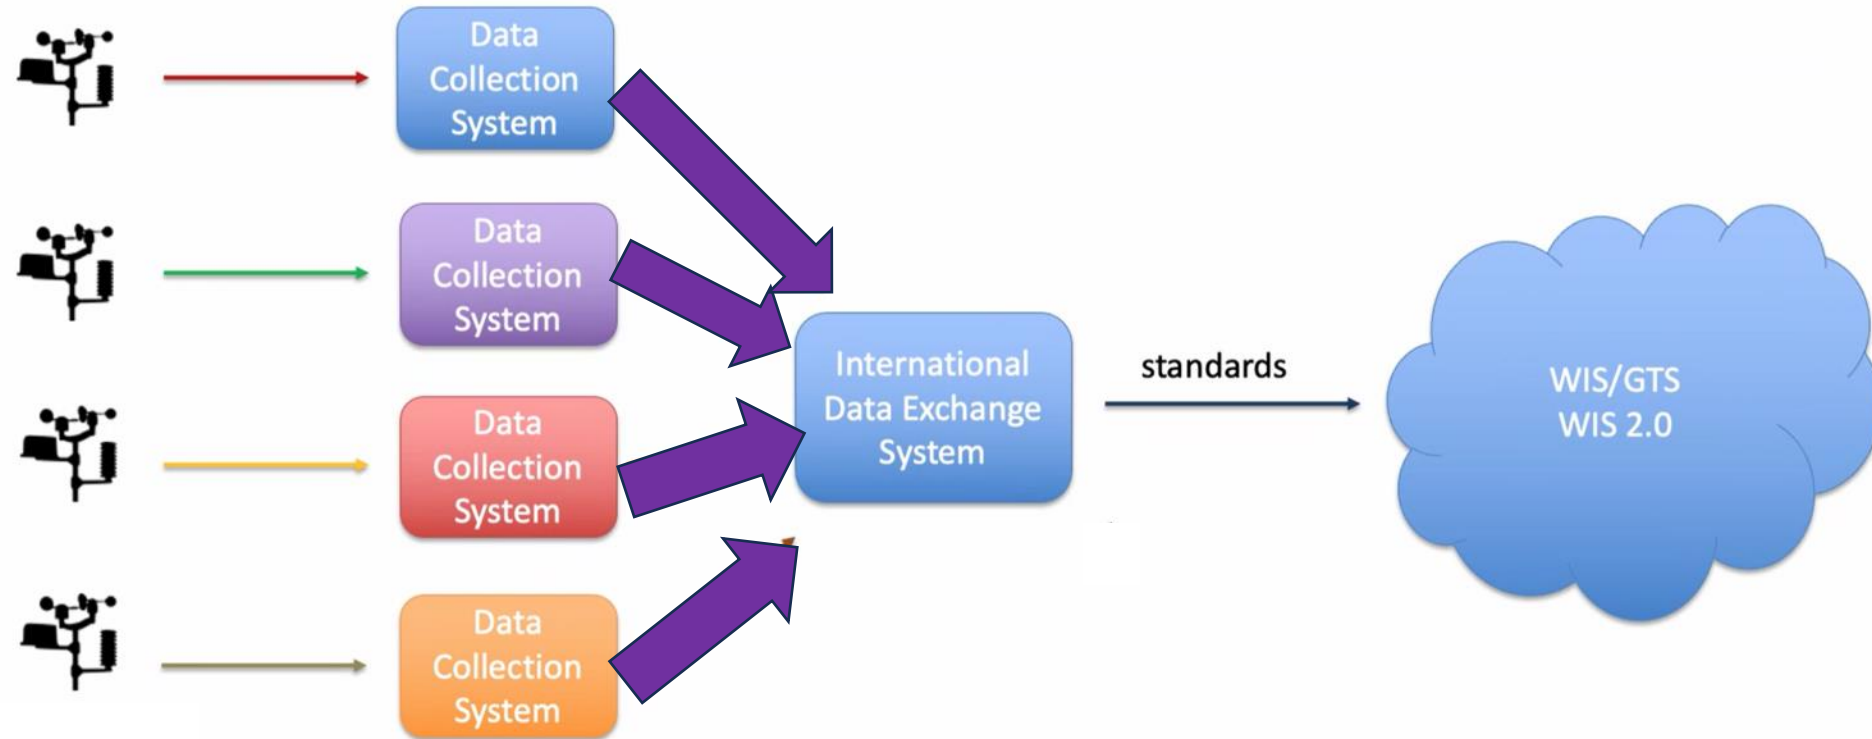 Data
Collection
System
Data
Collection
System
Data
Collection
System
Data
Collection
System
International
Data Exchange
System
standards
WIS/GTS
WIS 2.0